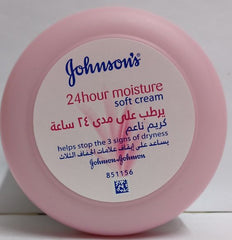 Johnson's
24hour moisture
soft cream
يرطب على مدى ٢٤ ساعة
كريم ناعم
helps stop the 3 signs of dryness
يساعد على إيقاف علامات الجفاف الثلاث
Johnson & Johnson
851156